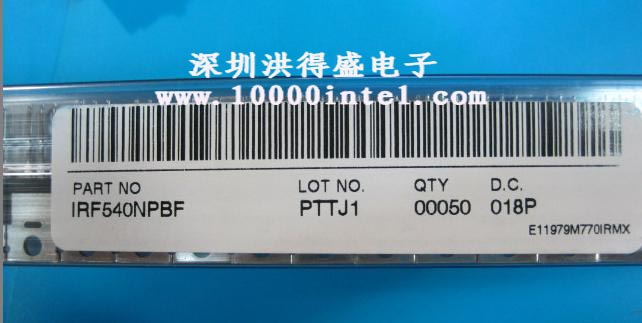 深圳洪得盛电子
www.10000intel.com
PART NO LOT NO. QTY D.C.
IRF540NPBF PTTJ1 00050 018P
E11979M770IRMX